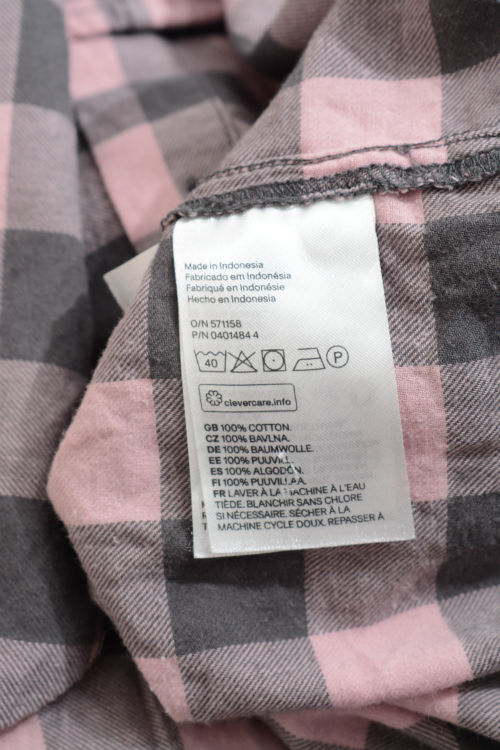 Made in Indonesia
Fabricado em Indonésia
Fabriqué en Indonésie
Hecho en Indonesia
O/N 571158
P/N 0401484 4
40 P
clevercare.info
GB 100% COTTON.
CZ 100% BAVLNA.
DE 100% BAUMWOLLE.
EE 100%
ES 100% ALGODÓN.
FI 100%
FR LAVER À LA MACHINE À L'EAU
TIÈDE. BLANCHIR SANS CHLORE
SI NÉCESSAIRE. SÉCHER À LA
MACHINE CYCLE DOUX. REPASSER À